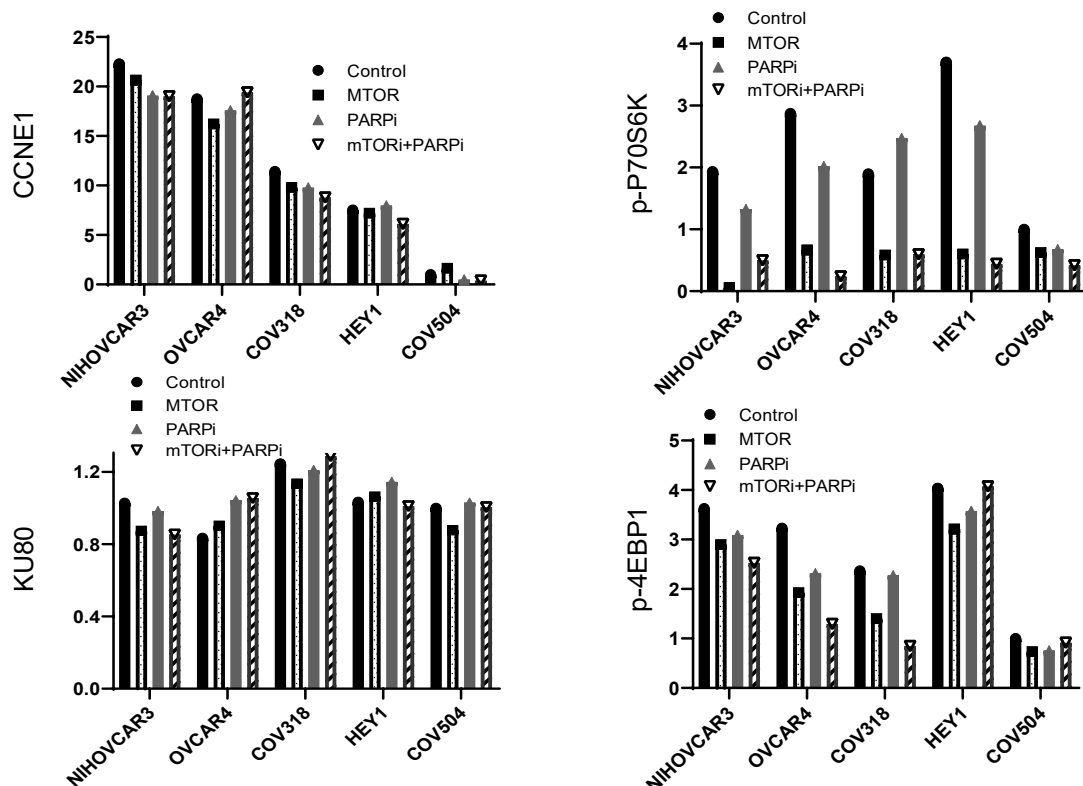 CCNE1
25
20
15
10
5
0
Control
MTOR
PARPi
mTORi+PARPi
NIHOVCAR3
OVCAR4
COV318
HEY1
COV504
p-P70S6K
4
3
2
1
0
Control
MTOR
PARPi
mTORi+PARPi
NIHOVCAR3
OVCAR4
COV318
HEY1
COV504
KU80
1.2
0.8
0.4
0.0
Control
MTOR
PARPi
mTORi+PARPi
NIHOVCAR3
OVCAR4
COV318
HEY1
COV504
p-4EBP1
5
4
3
2
1
0
Control
MTOR
PARPi
mTORi+PARPi
NIHOVCAR3
OVCAR4
COV318
HEY1
COV504